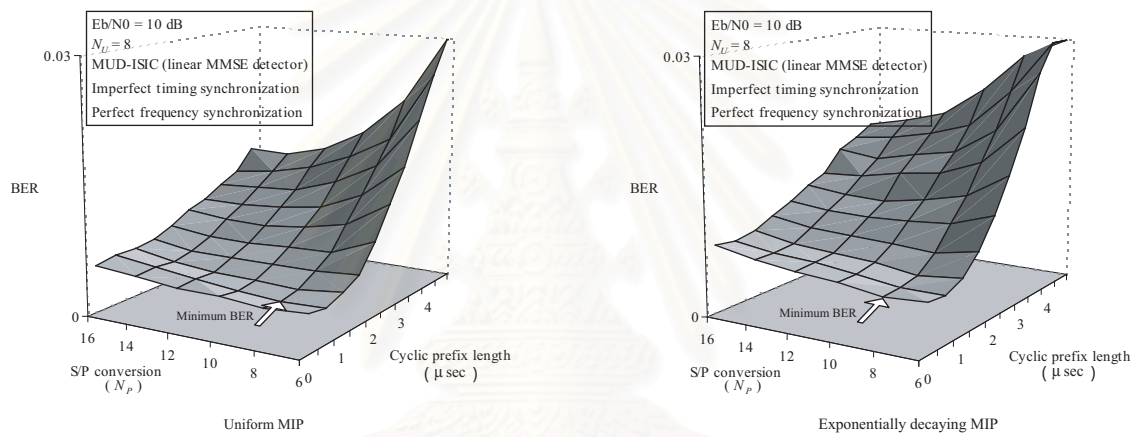 Eb/N0 = 10 dB
N_U = 8
MUD-ISIC (linear MMSE detector)
Imperfect timing synchronization
Perfect frequency synchronization
0.03
BER
0
16
14
12
10
8
6
S/P conversion
( N_P )
0
1
2
3
4
Cyclic prefix length
( μ sec )
Minimum BER
Uniform MIP
Eb/N0 = 10 dB
N_U = 8
MUD-ISIC (linear MMSE detector)
Imperfect timing synchronization
Perfect frequency synchronization
0.03
BER
0
16
14
12
10
8
6
S/P conversion
( N_P )
0
1
2
3
4
Cyclic prefix length
( μ sec )
Minimum BER
Exponentially decaying MIP